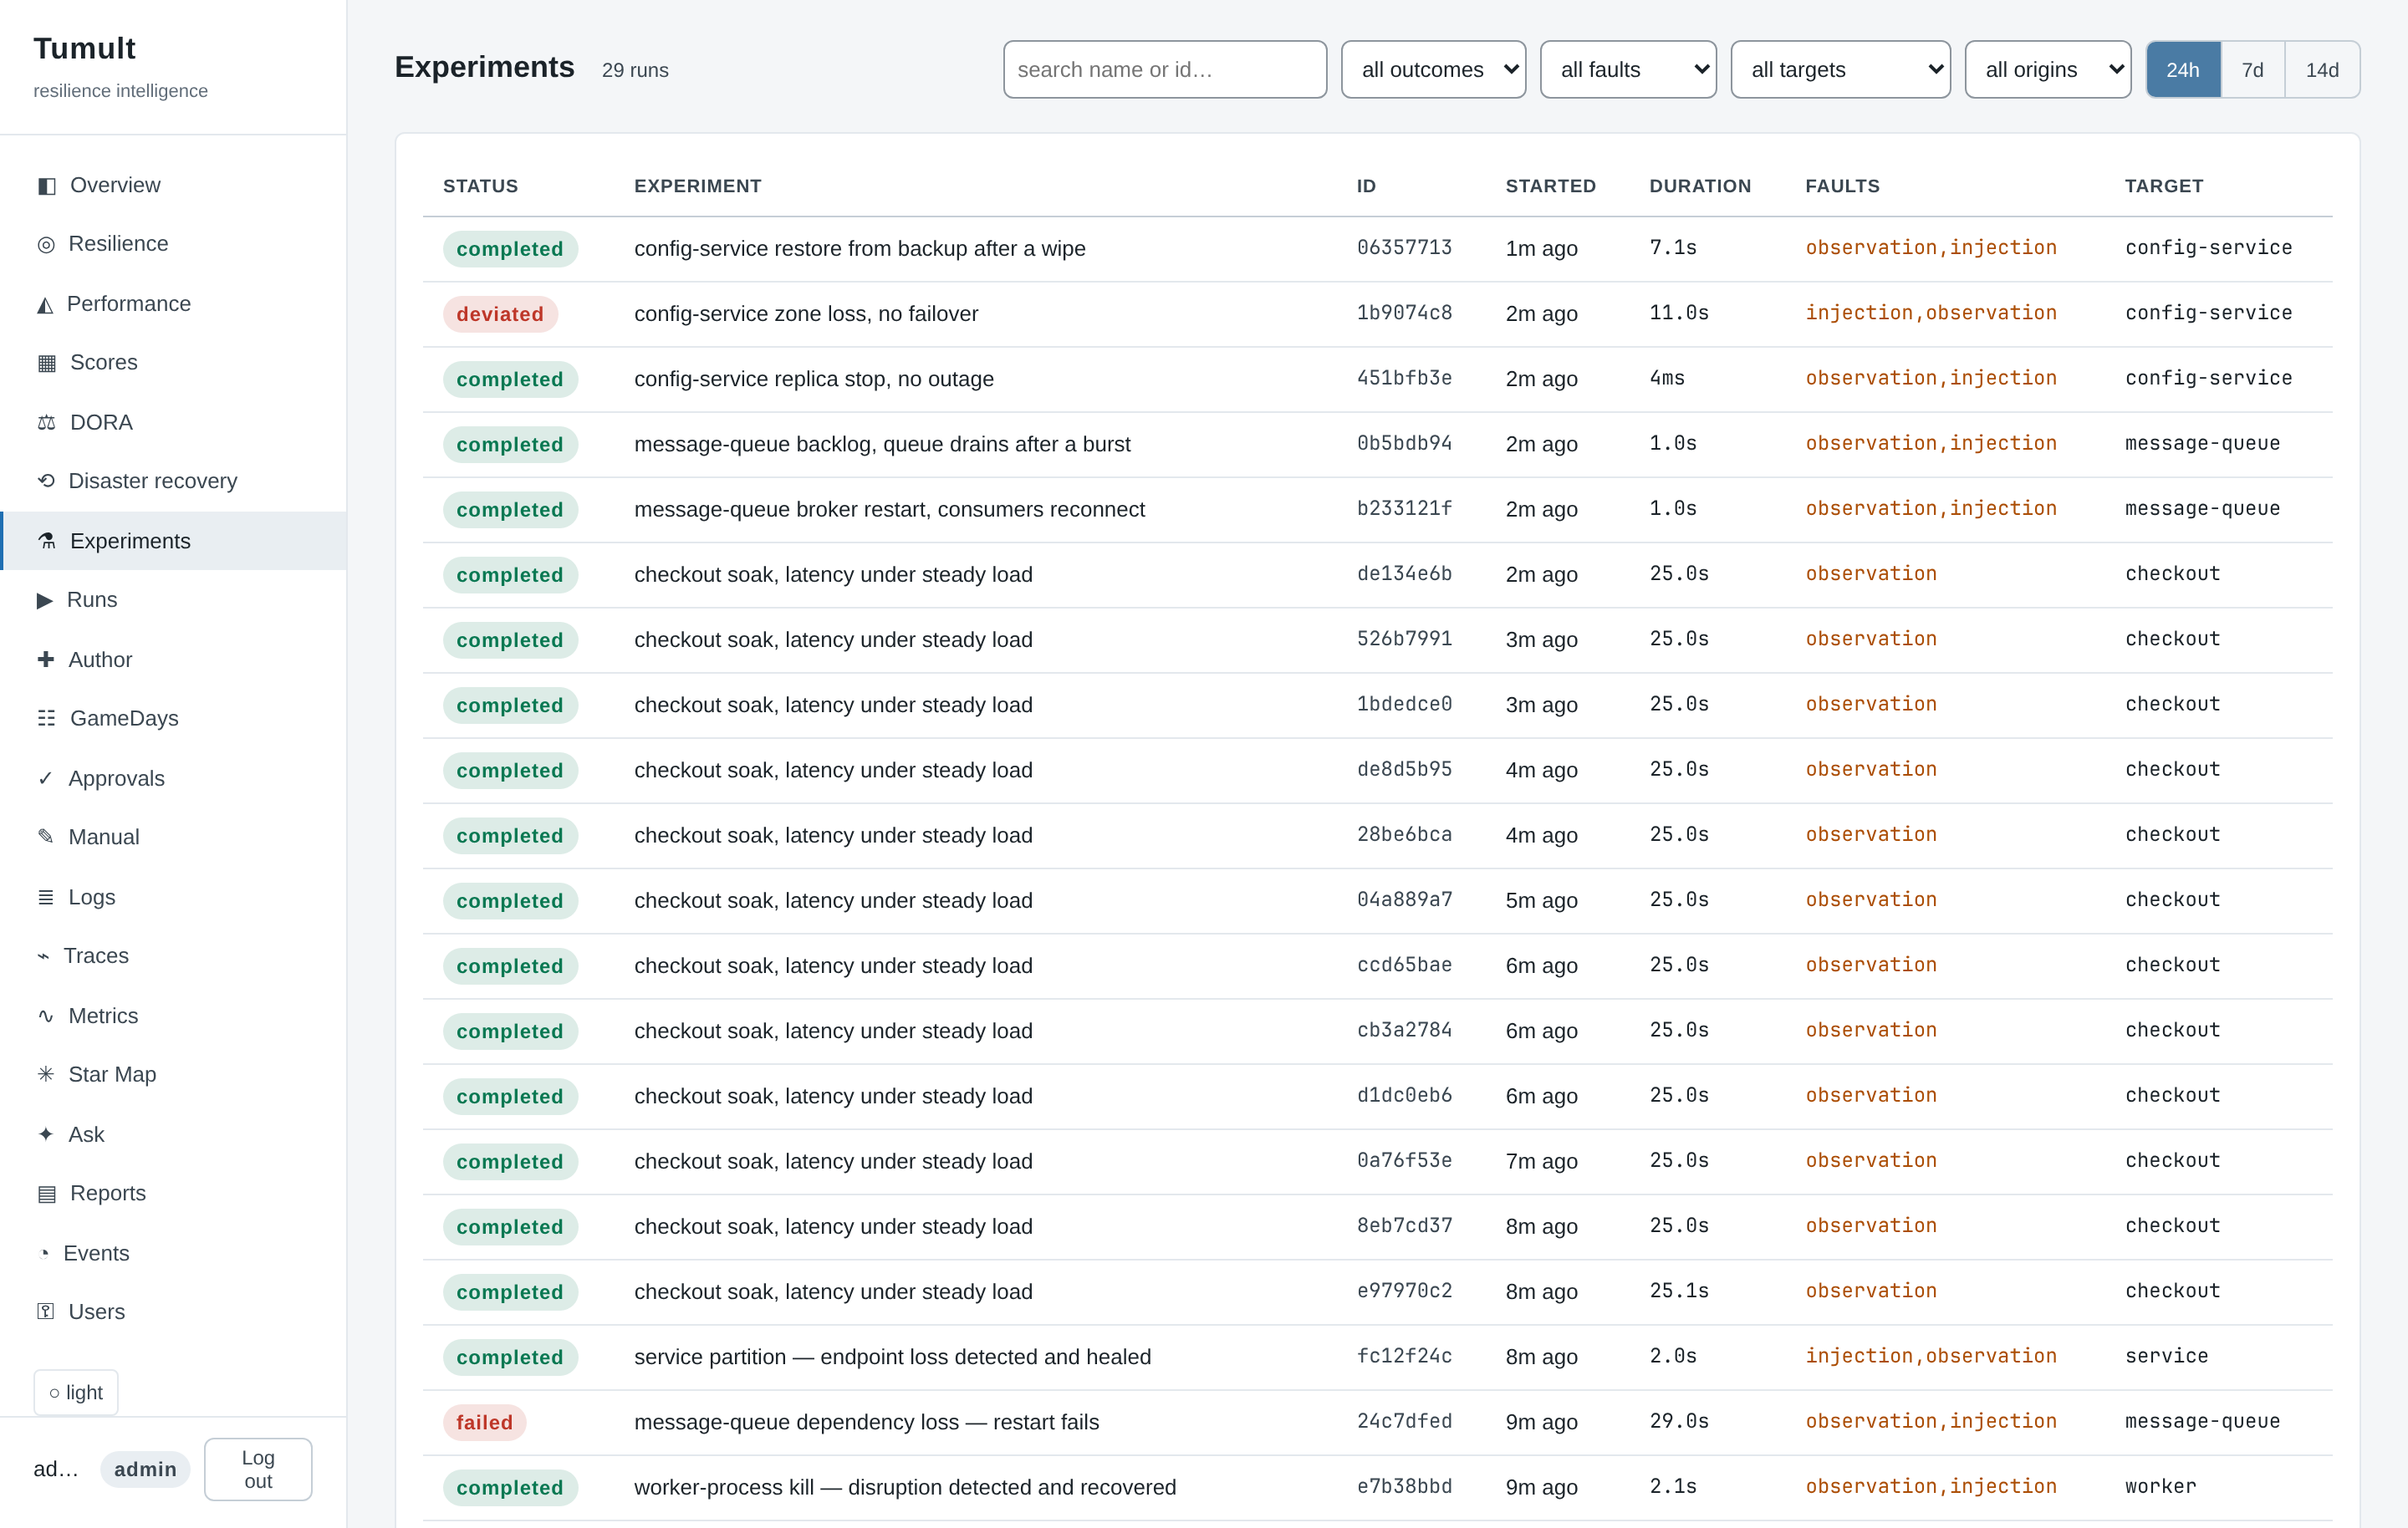 Tumult
resilience intelligence
Overview
Resilience
Performance
Scores
DORA
Disaster recovery
Experiments
Runs
Author
GameDays
Approvals
Manual
Logs
Traces
Metrics
Star Map
Ask
Reports
Events
Users
light
ad… admin Log out
Experiments 29 runs search name or id… all outcomes all faults all targets all origins 24h 7d 14d
STATUS EXPERIMENT ID STARTED DURATION FAULTS TARGET
completed config-service restore from backup after a wipe 06357713 1m ago 7.1s observation,injection config-service
deviated config-service zone loss, no failover 1b9074c8 2m ago 11.0s injection,observation config-service
completed config-service replica stop, no outage 451bfb3e 2m ago 4ms observation,injection config-service
completed message-queue backlog, queue drains after a burst 0b5bdb94 2m ago 1.0s observation,injection message-queue
completed message-queue broker restart, consumers reconnect b233121f 2m ago 1.0s observation,injection message-queue
completed checkout soak, latency under steady load de134e6b 2m ago 25.0s observation checkout
completed checkout soak, latency under steady load 526b7991 3m ago 25.0s observation checkout
completed checkout soak, latency under steady load 1bdedce0 3m ago 25.0s observation checkout
completed checkout soak, latency under steady load de8d5b95 4m ago 25.0s observation checkout
completed checkout soak, latency under steady load 28be6bca 4m ago 25.0s observation checkout
completed checkout soak, latency under steady load 04a889a7 5m ago 25.0s observation checkout
completed checkout soak, latency under steady load ccd65bae 6m ago 25.0s observation checkout
completed checkout soak, latency under steady load cb3a2784 6m ago 25.0s observation checkout
completed checkout soak, latency under steady load d1dc0eb6 6m ago 25.0s observation checkout
completed checkout soak, latency under steady load 0a76f53e 7m ago 25.0s observation checkout
completed checkout soak, latency under steady load 8eb7cd37 8m ago 25.0s observation checkout
completed checkout soak, latency under steady load e97970c2 8m ago 25.1s observation checkout
completed service partition — endpoint loss detected and healed fc12f24c 8m ago 2.0s injection,observation service
failed message-queue dependency loss — restart fails 24c7dfed 9m ago 29.0s observation,injection message-queue
completed worker-process kill — disruption detected and recovered e7b38bbd 9m ago 2.1s observation,injection worker